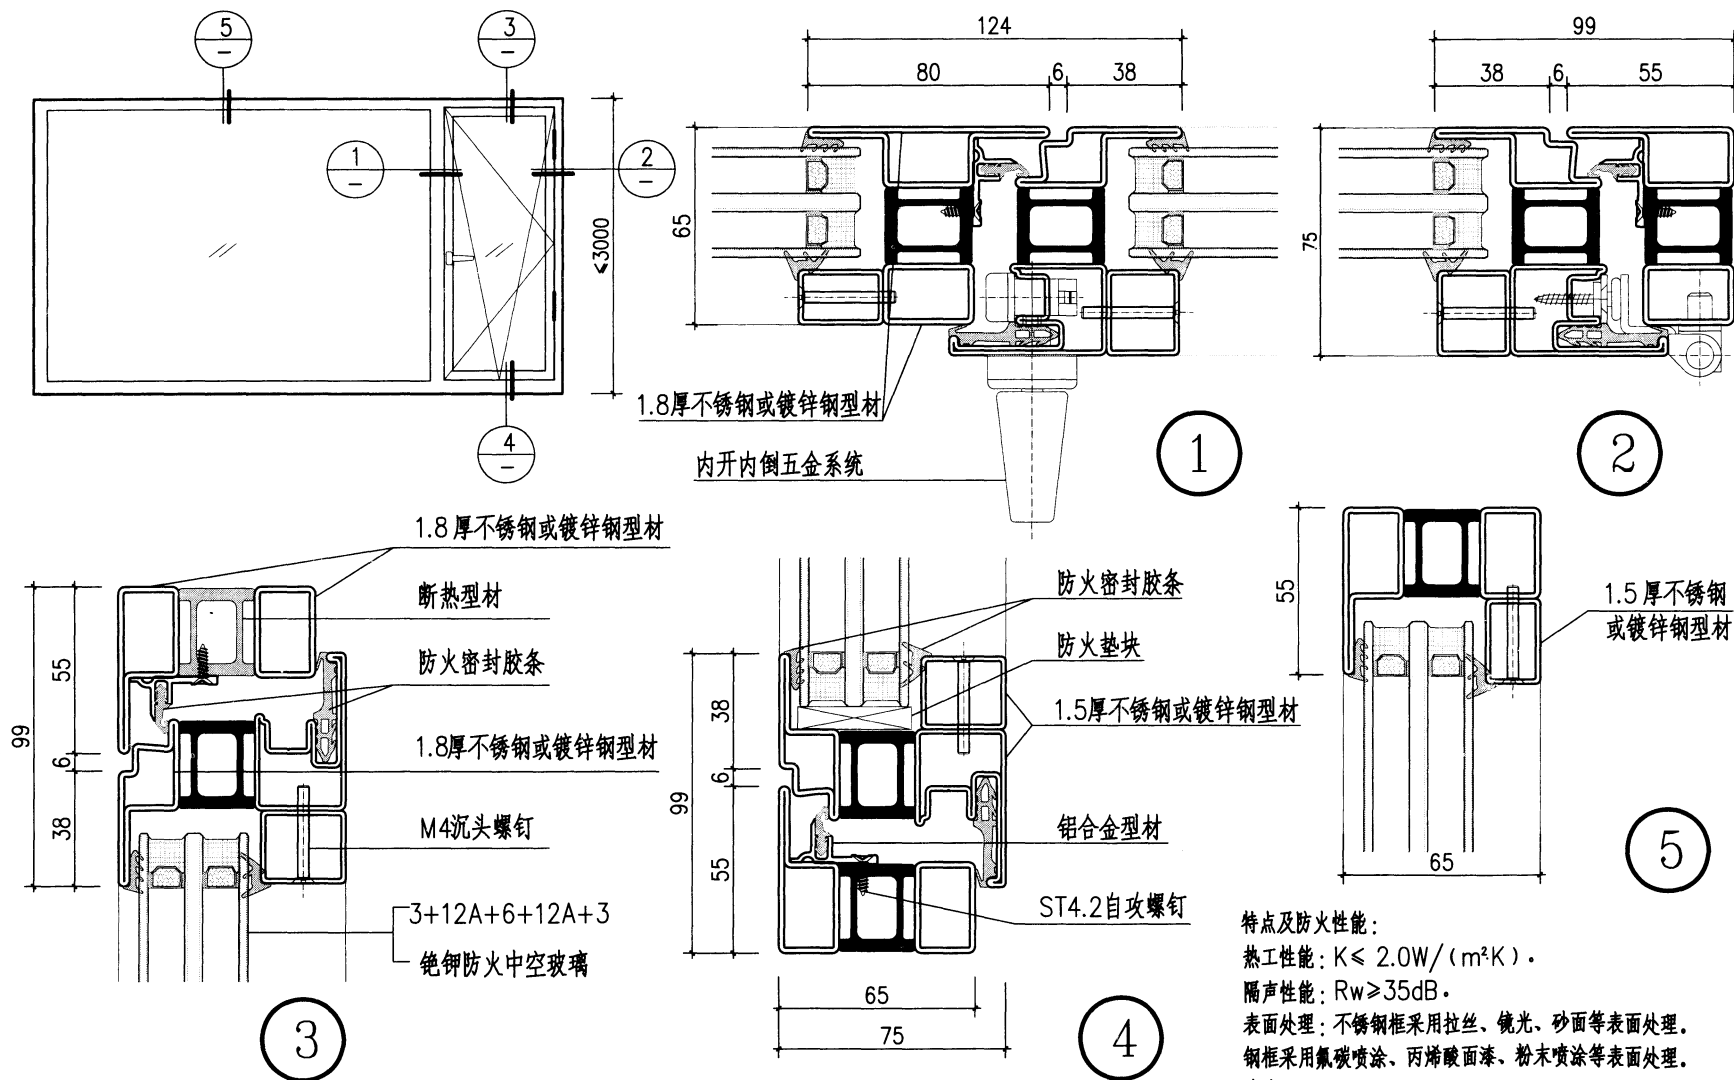 5
—
3
—
1
—
2
—
4
—
≤3000
124
80
6
38
65
1.8厚不锈钢或镀锌钢型材
内开内倒五金系统
1
99
38
6
55
75
2
1.8厚不锈钢或镀锌钢型材
断热型材
防火密封胶条
1.8厚不锈钢或镀锌钢型材
M4沉头螺钉
3+12A+6+12A+3
铯钾防火中空玻璃
99
55
6
38
3
防火密封胶条
防火垫块
1.5厚不锈钢或镀锌钢型材
铝合金型材
ST4.2自攻螺钉
99
38
6
55
65
75
4
55
1.5厚不锈钢
或镀锌钢型材
65
5
特点及防火性能：
热工性能：K≤ 2.0W/(m²·K)。
隔声性能：Rw≥35dB。
表面处理：不锈钢框采用拉丝、镜光、砂面等表面处理。
钢框采用氟碳喷涂、丙烯酸面漆、粉末喷涂等表面处理。